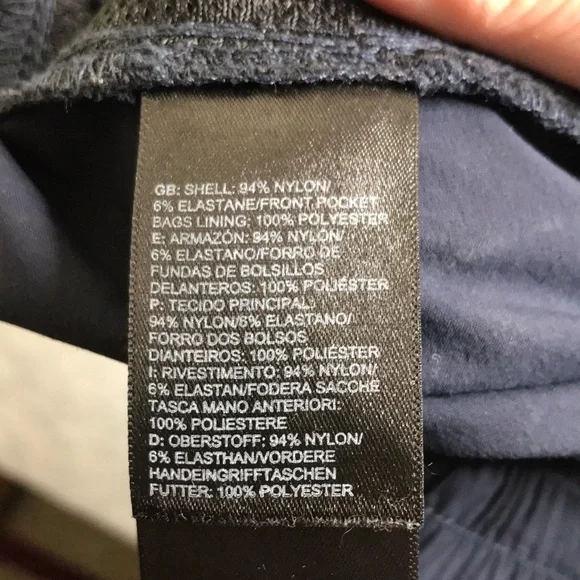 GB: SHELL: 94% NYLON/
6% ELASTANE/FRONT POCKET
BAGS LINING: 100% POLYESTER
E: ARMAZÓN: 94% NYLON/
6% ELASTANO/FORRO DE
FUNDAS DE BOLSILLOS
DELANTEROS: 100% POLIÉSTER
P: TECIDO PRINCIPAL:
94% NYLON/6% ELASTANO/
FORRO DOS BOLSOS
DIANTEIROS: 100% POLIÉSTER
I: RIVESTIMENTO: 94% NYLON/
6% ELASTAN/FODERA SACCHE
TASCA MANO ANTERIORI:
100% POLIESTERE
D: OBERSTOFF: 94% NYLON/
6% ELASTHAN/VORDERE
HANDEINGRIFFTASCHEN
FUTTER: 100% POLYESTER